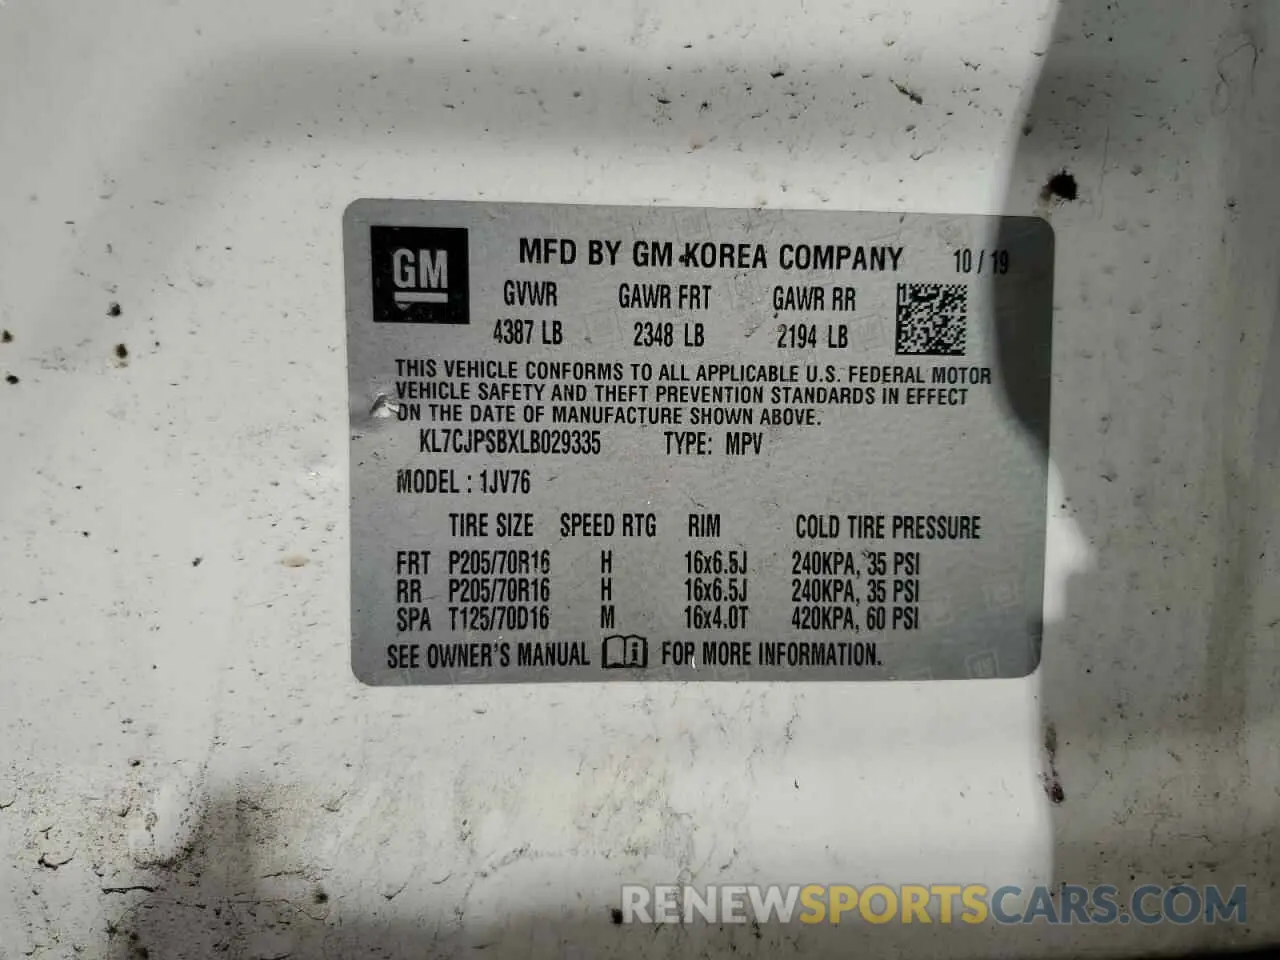 GM
MFD BY GM KOREA COMPANY 10/19
GVWR GAWR FRT GAWR RR
4387 LB 2348 LB 2194 LB
THIS VEHICLE CONFORMS TO ALL APPLICABLE U.S. FEDERAL MOTOR
VEHICLE SAFETY AND THEFT PREVENTION STANDARDS IN EFFECT
ON THE DATE OF MANUFACTURE SHOWN ABOVE.
KL7CJPSBXLB029335 TYPE: MPV
MODEL : 1JV76
TIRE SIZE SPEED RTG RIM COLD TIRE PRESSURE
FRT P205/70R16 H 16x6.5J 240KPA, 35 PSI
RR P205/70R16 H 16x6.5J 240KPA, 35 PSI
SPA T125/70D16 M 16x4.0T 420KPA, 60 PSI
SEE OWNER'S MANUAL i FOR MORE INFORMATION.
RENEWSPORTSCARS.COM